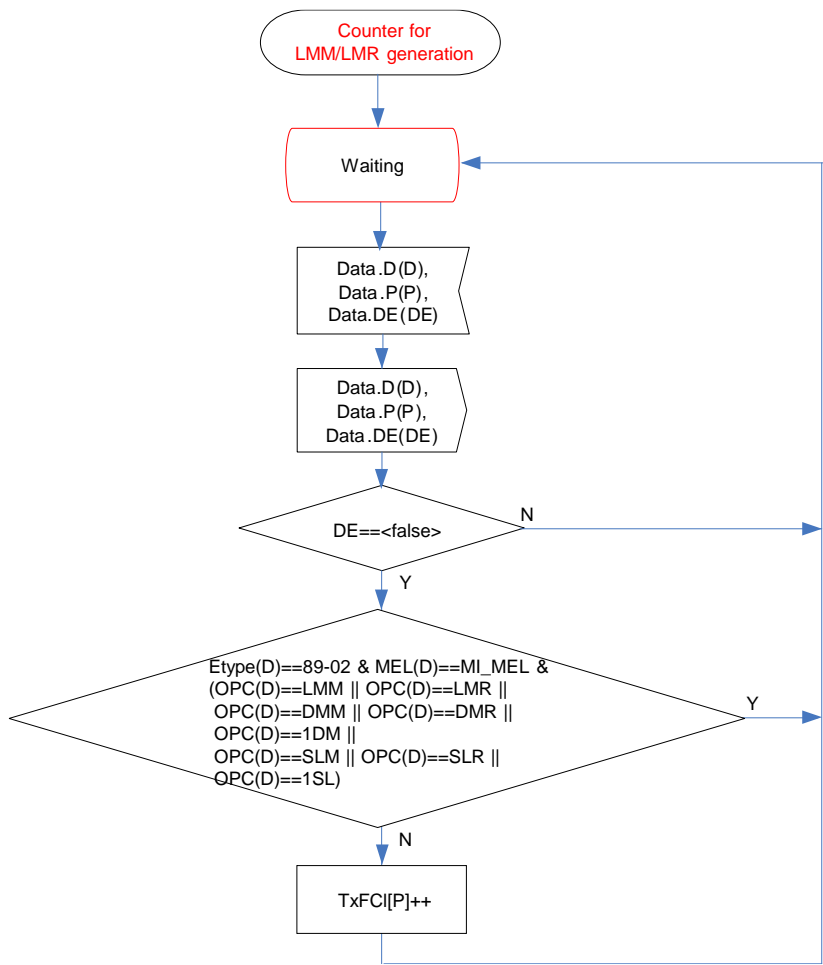 Counter for
LMM/LMR generation
Waiting
Data.D(D),
Data.P(P),
Data.DE(DE)
Data.D(D),
Data.P(P),
Data.DE(DE)
DE==<false>
N
Y
Etype(D)==89-02 & MEL(D)==MI_MEL &
(OPC(D)==LMM || OPC(D)==LMR ||
OPC(D)==DMM || OPC(D)==DMR ||
OPC(D)==1DM ||
OPC(D)==SLM || OPC(D)==SLR ||
OPC(D)==1SL)
Y
N
TxFCl[P]++